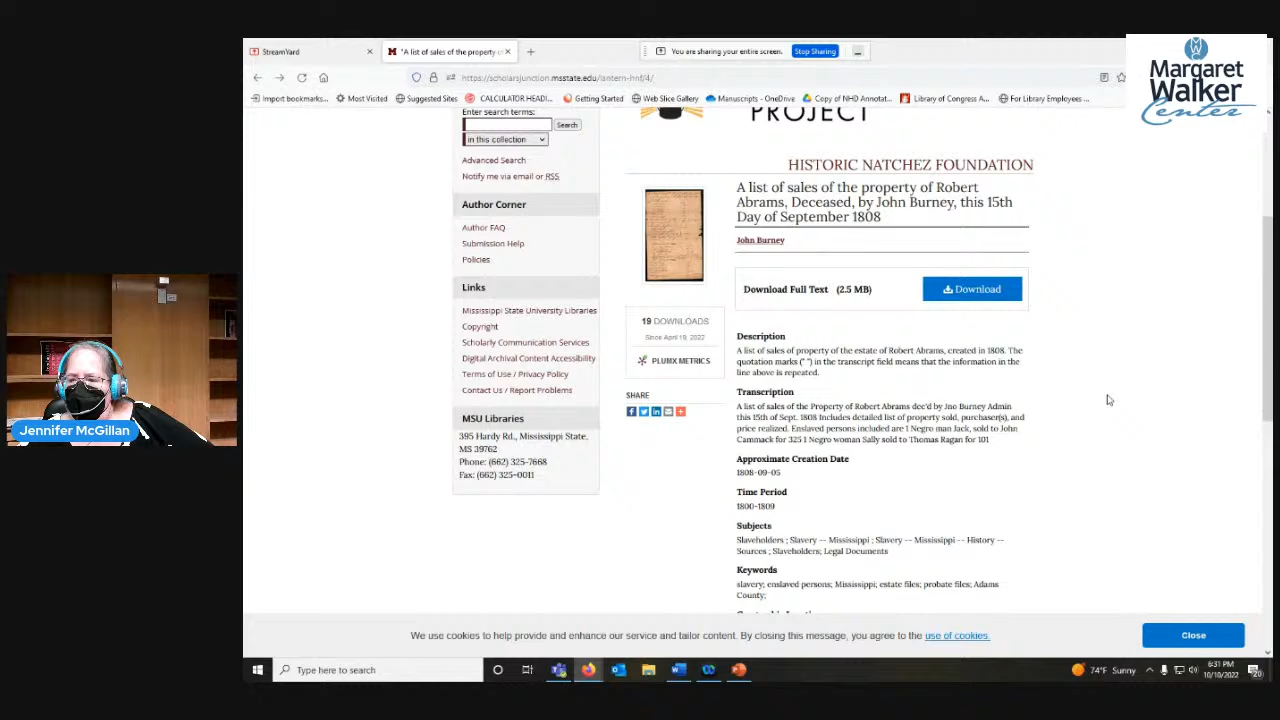 StreamYard
"A list of sales of the property o
You are sharing your entire screen.
Stop Sharing
https://scholarsjunction.msstate.edu/lantern-hnf/4/
Import bookmarks...
Most Visited
Suggested Sites
CALCULATOR HEADI...
Getting Started
Web Slice Gallery
Manuscripts - OneDrive
Copy of NHD Annotat...
Library of Congress A...
For Library Employees ...
Margaret
Walker
Center
Enter search terms:
Search
in this collection
Advanced Search
Notify me via email or RSS
Author Corner
Author FAQ
Submission Help
Policies
Links
Mississippi State University Libraries
Copyright
Scholarly Communication Services
Digital Archival Content Accessibility
Terms of Use / Privacy Policy
Contact Us / Report Problems
MSU Libraries
395 Hardy Rd., Mississippi State,
MS 39762
Phone: (662) 325-7668
Fax: (662) 325-0011
PROJECT
HISTORIC NATCHEZ FOUNDATION
A list of sales of the property of Robert
Abrams, Deceased, by John Burney, this 15th
Day of September 1808
John Burney
Download Full Text (2.5 MB)
Download
19 DOWNLOADS
Since April 19, 2022
PLUMX METRICS
SHARE
Description
A list of sales of property of the estate of Robert Abrams, created in 1808. The
quotation marks (" ") in the transcript field means that the information in the
line above is repeated.
Transcription
A list of sales of the Property of Robert Abrams dec'd by Jno Burney Admin
this 15th of Sept. 1808 Includes detailed list of property sold, purchaser(s), and
price realized. Enslaved persons included are 1 Negro man Jack, sold to John
Cammack for 325 1 Negro woman Sally sold to Thomas Ragan for 101
Approximate Creation Date
1808-09-05
Time Period
1800-1809
Subjects
Slaveholders ; Slavery -- Mississippi ; Slavery -- Mississippi -- History --
Sources ; Slaveholders; Legal Documents
Keywords
slavery; enslaved persons; Mississippi; estate files; probate files; Adams
County;
Jennifer McGillan
We use cookies to help provide and enhance our service and tailor content. By closing this message, you agree to the use of cookies.
Close
Type here to search
74°F Sunny
6:31 PM
10/10/2022
20